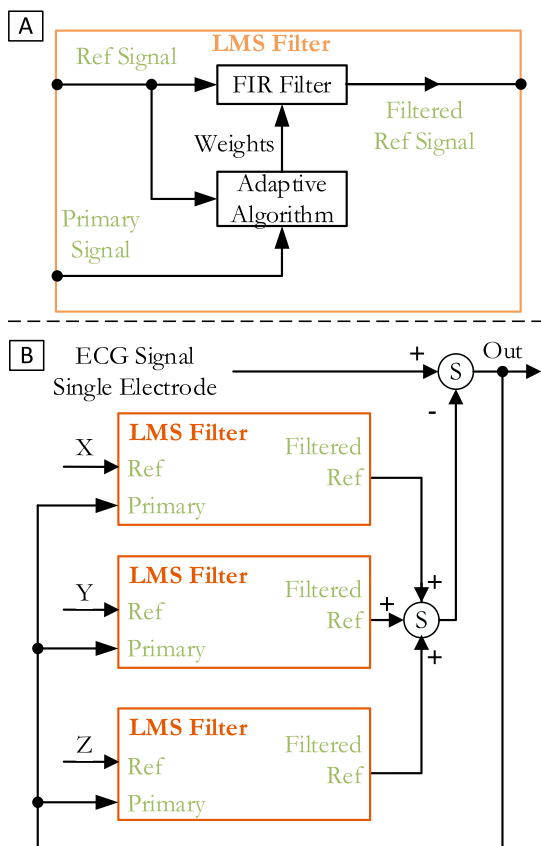 A
LMS Filter
Ref Signal
FIR Filter
Filtered
Ref Signal
Weights
Adaptive
Algorithm
Primary
Signal
B
ECG Signal
Single Electrode
+
S
Out
-
LMS Filter
X
Ref
Primary
Filtered
Ref
LMS Filter
Y
Ref
Primary
Filtered
Ref
+
+
S
+
LMS Filter
Z
Ref
Primary
Filtered
Ref